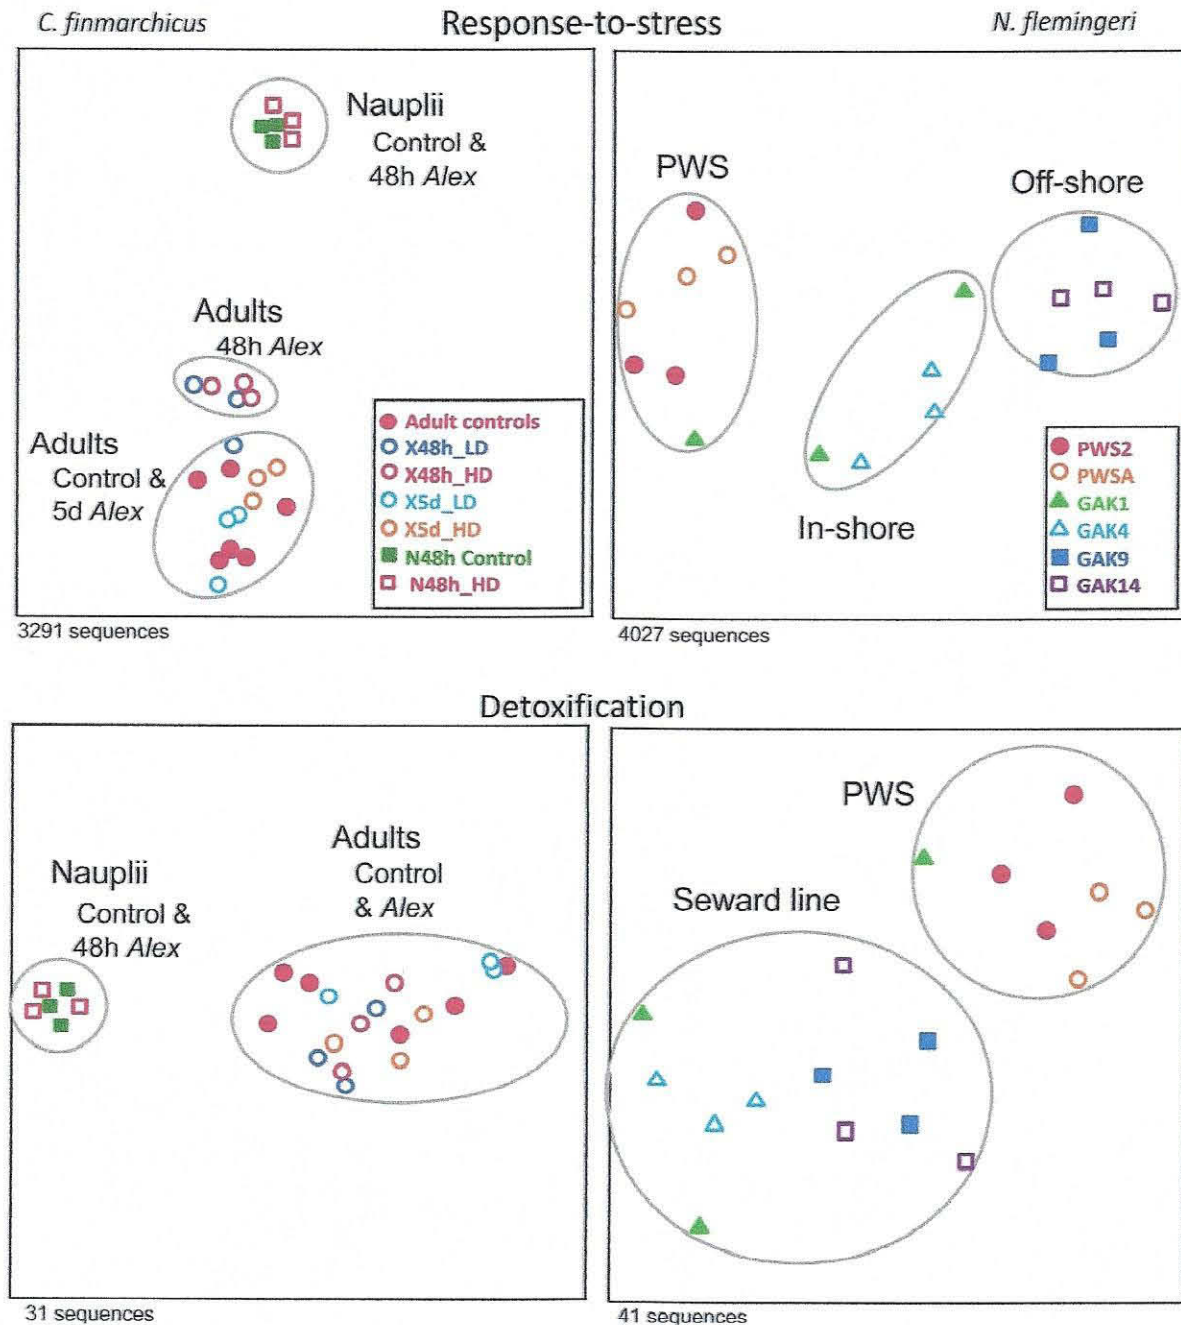 C. finmarchicus
Response-to-stress
N. flemingeri
Nauplii
Control &
48h Alex
Adults
48h Alex
Adults
Control &
5d Alex
Adult controls
X48h_LD
X48h_HD
X5d_LD
X5d_HD
N48h Control
N48h_HD
3291 sequences
PWS
Off-shore
In-shore
PWS2
PWSA
GAK1
GAK4
GAK9
GAK14
4027 sequences
Detoxification
Nauplii
Control &
48h Alex
Adults
Control
& Alex
31 sequences
PWS
Seward line
41 sequences